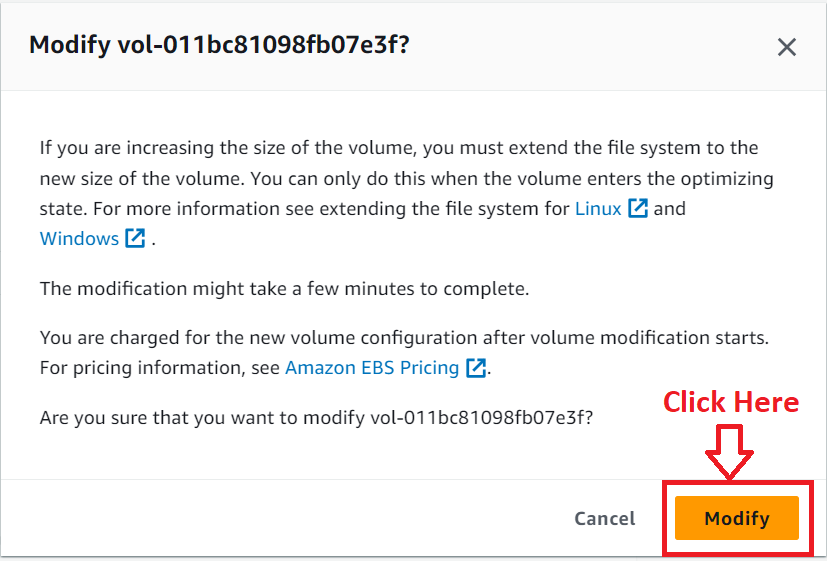 Modify vol-011bc81098fb07e3f?
If you are increasing the size of the volume, you must extend the file system to the
new size of the volume. You can only do this when the volume enters the optimizing
state. For more information see extending the file system for Linux and
Windows .
The modification might take a few minutes to complete.
You are charged for the new volume configuration after volume modification starts.
For pricing information, see Amazon EBS Pricing .
Are you sure that you want to modify vol-011bc81098fb07e3f?
Click Here
Cancel Modify